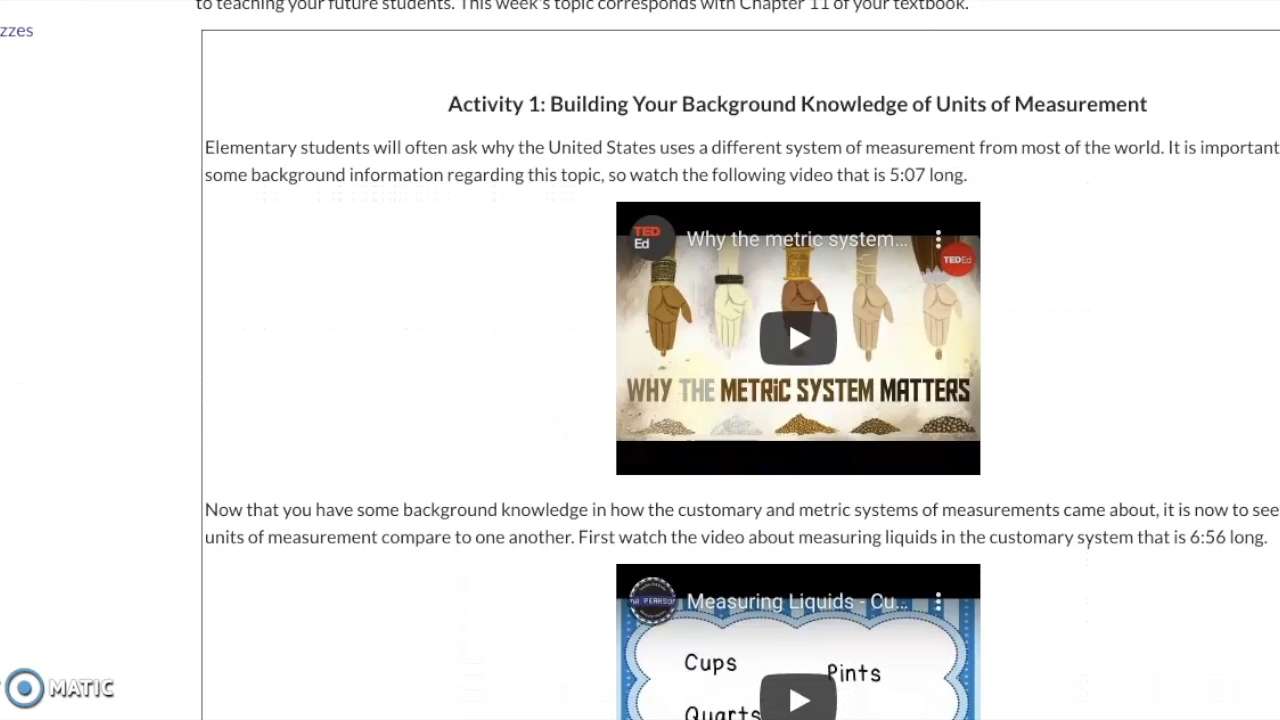 to teaching your future students. This week's topic corresponds with Chapter 11 of your textbook.
zzes
Activity 1: Building Your Background Knowledge of Units of Measurement
Elementary students will often ask why the United States uses a different system of measurement from most of the world. It is important
some background information regarding this topic, so watch the following video that is 5:07 long.
TED
Ed
Why the metric system...
TEDEd
WHY THE METRIC SYSTEM MATTERS
Now that you have some background knowledge in how the customary and metric systems of measurements came about, it is now to see
units of measurement compare to one another. First watch the video about measuring liquids in the customary system that is 6:56 long.
PEARSON
Measuring Liquids - Cu...
Cups
Pints
Quarts
MATIC